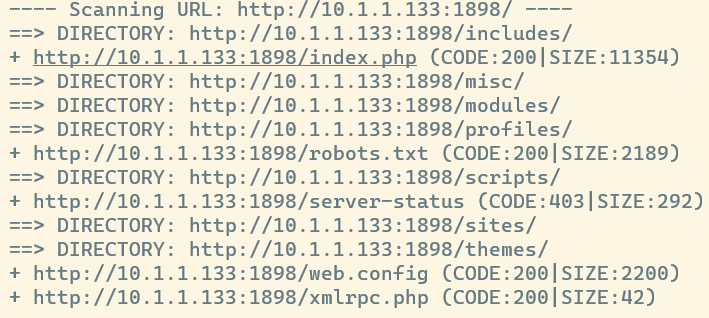 ---- Scanning URL: http://10.1.1.133:1898/ ----
==> DIRECTORY: http://10.1.1.133:1898/includes/
+ http://10.1.1.133:1898/index.php (CODE:200|SIZE:11354)
==> DIRECTORY: http://10.1.1.133:1898/misc/
==> DIRECTORY: http://10.1.1.133:1898/modules/
==> DIRECTORY: http://10.1.1.133:1898/profiles/
+ http://10.1.1.133:1898/robots.txt (CODE:200|SIZE:2189)
==> DIRECTORY: http://10.1.1.133:1898/scripts/
+ http://10.1.1.133:1898/server-status (CODE:403|SIZE:292)
==> DIRECTORY: http://10.1.1.133:1898/sites/
==> DIRECTORY: http://10.1.1.133:1898/themes/
+ http://10.1.1.133:1898/web.config (CODE:200|SIZE:2200)
+ http://10.1.1.133:1898/xmlrpc.php (CODE:200|SIZE:42)